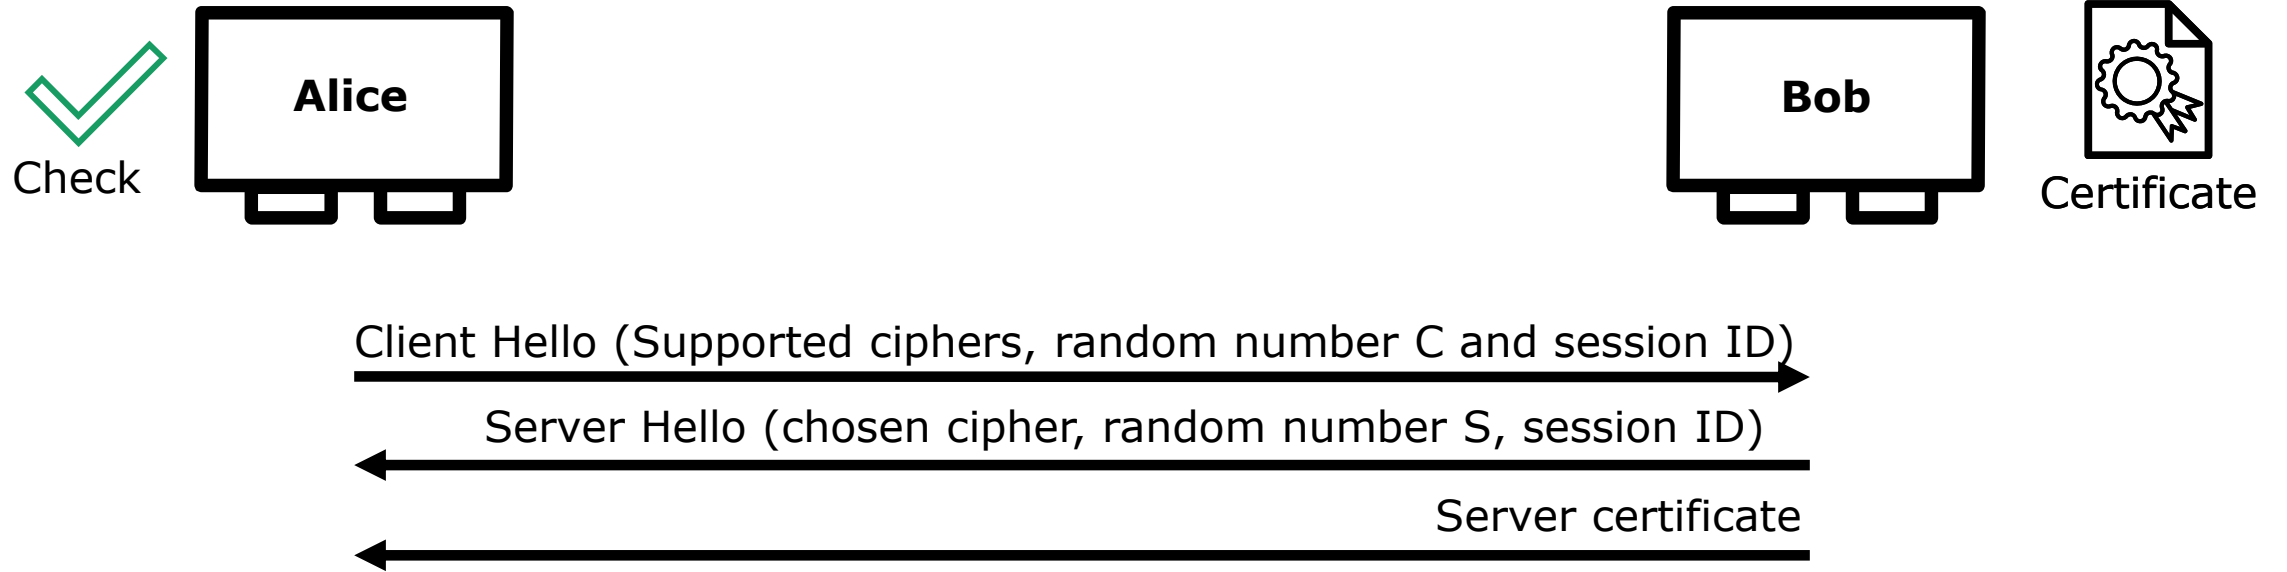 Alice
Bob
Check
Certificate
Client Hello (Supported ciphers, random number C and session ID)
Server Hello (chosen cipher, random number S, session ID)
Server certificate